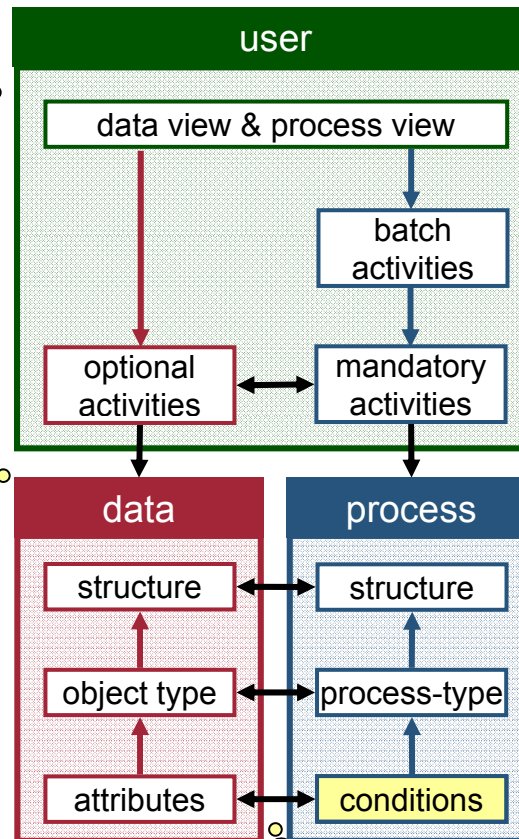 user
data view & process view
batch
activities
optional
activities
mandatory
activities
data
process
structure
structure
object type
process-type
attributes
conditions